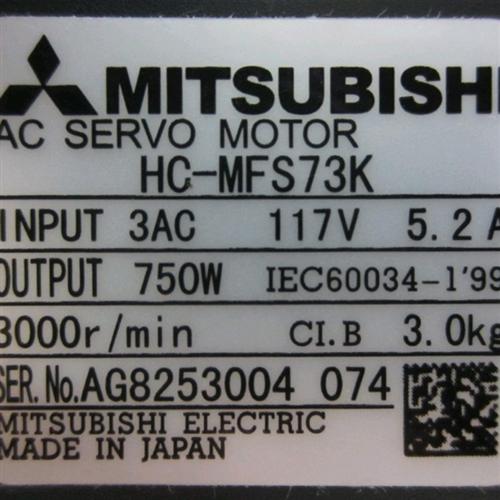 MITSUBISHI
AC SERVO MOTOR
HC-MFS73K
INPUT 3AC 117V 5.2 A
OUTPUT 750W IEC60034-1'99
3000r/min CI.B 3.0kg
SER.No.AG8253004 074
MITSUBISHI ELECTRIC
MADE IN JAPAN